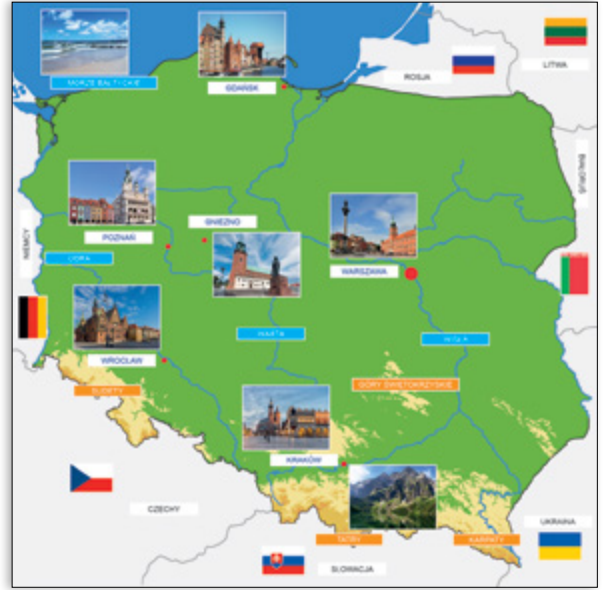 MORZE BAŁTYCKIE
GDAŃSK
ROSJA
LITWA
BIAŁORUŚ
POZNAŃ
GNIEZNO
NIEMCY
ODRA
WARSZAWA
WROCŁAW
WARTA
WISŁA
SUDETY
GÓRY ŚWIĘTOKRZYSKIE
KRAKÓW
CZECHY
UKRAINA
TATRY
KARPATY
SŁOWACJA